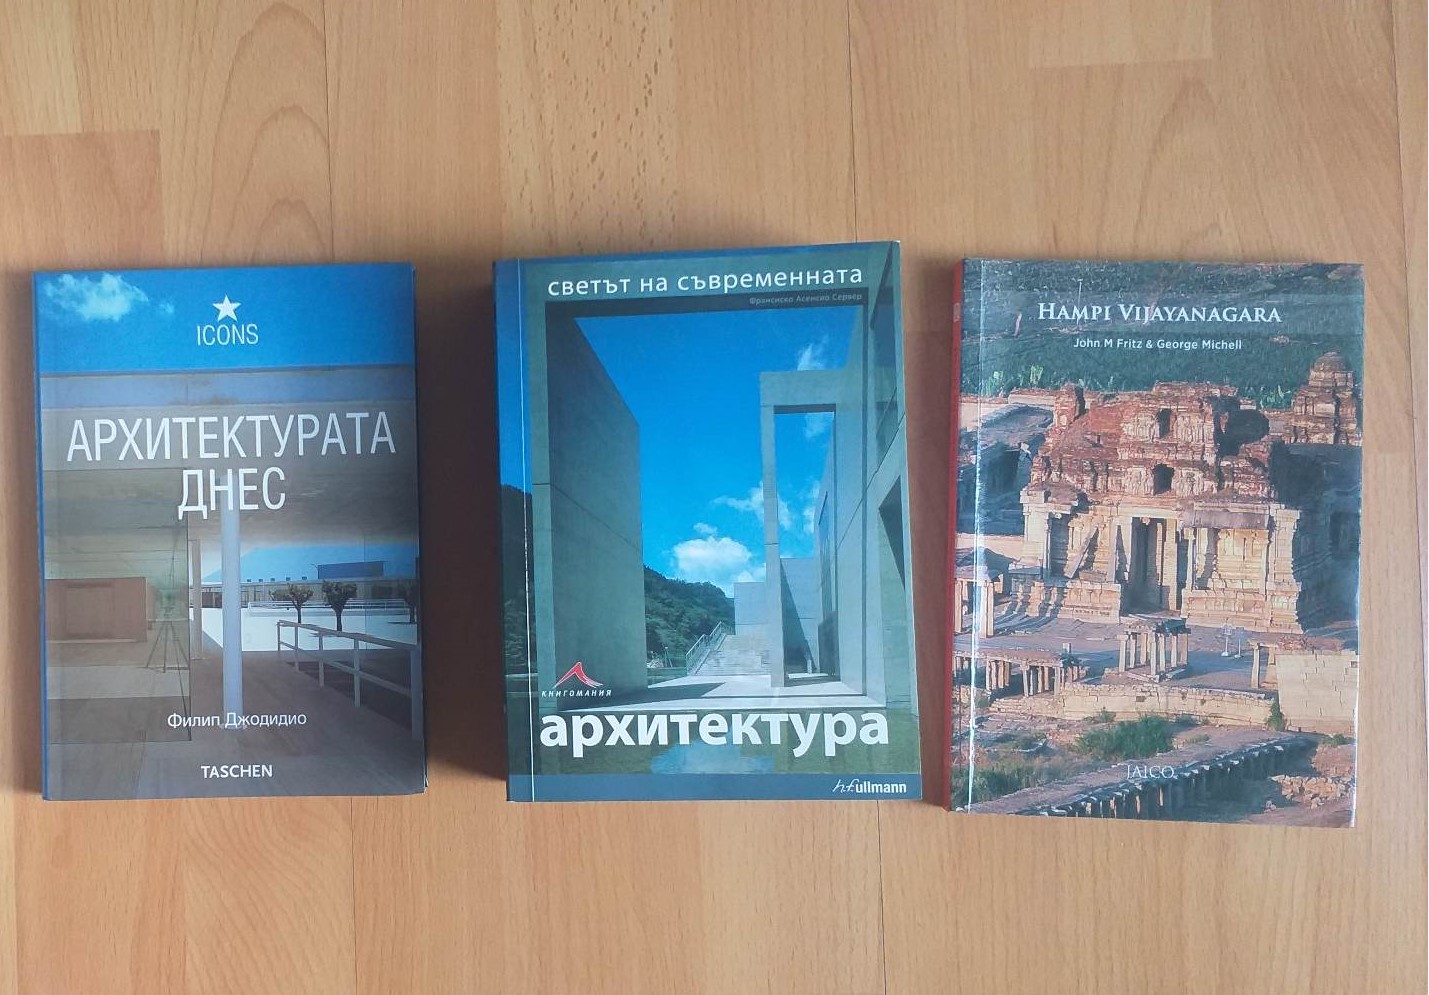 ICONS
АРХИТЕКТУРАТА
ДНЕС
Филип Джодидио
TASCHEN
светът на съвременната
Франсиско Асенсио Сервер
КНИГОМАНИЯ
архитектура
h.f.ullmann
HAMPI VIJAYANAGARA
John M Fritz & George Michell
JAICO